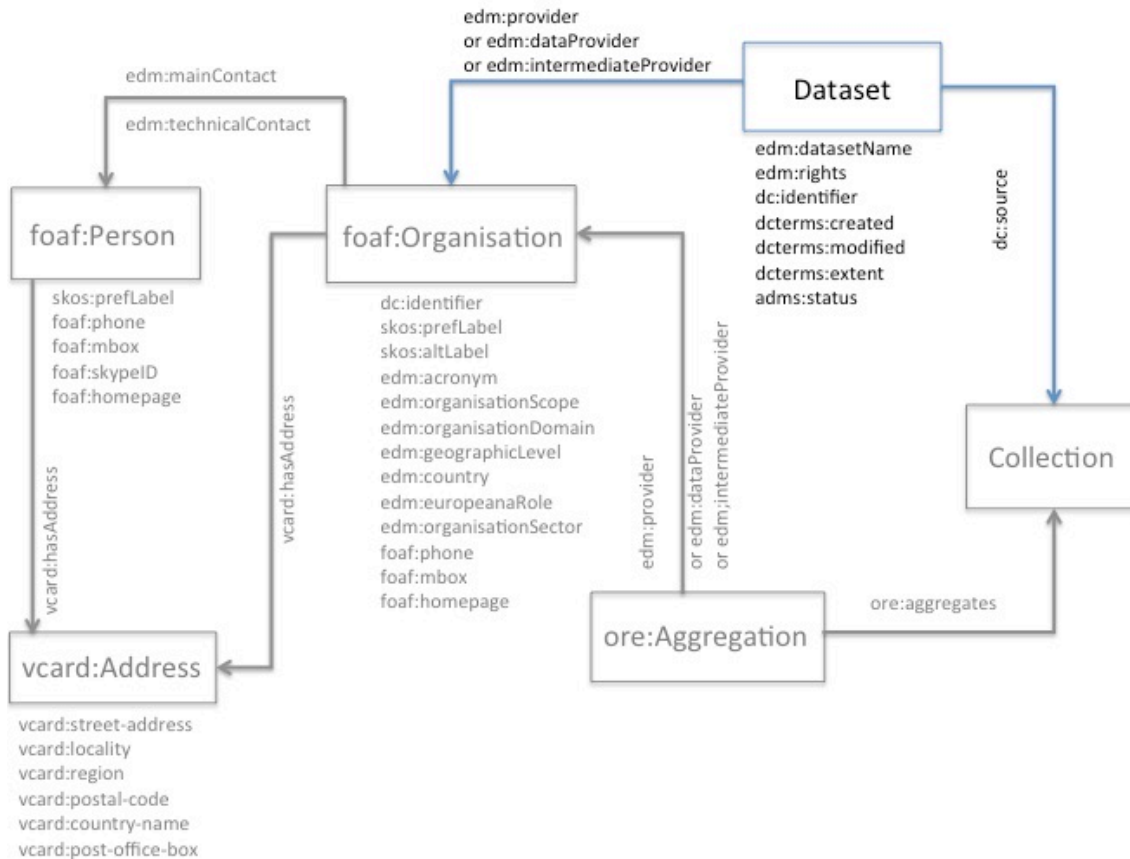 edm:provider
or edm:dataProvider
or edm:intermediateProvider
Dataset
edm:datasetName
edm:rights
dc:identifier
dcterms:created
dcterms:modified
dcterms:extent
adms:status
dc:source
edm:mainContact
edm:technicalContact
foaf:Person
skos:prefLabel
foaf:phone
foaf:mbox
foaf:skypeID
foaf:homepage
vcard:hasAddress
foaf:Organisation
dc:identifier
skos:prefLabel
skos:altLabel
edm:acronym
edm:organisationScope
edm:organisationDomain
edm:geographicLevel
edm:country
edm:europeanaRole
edm:organisationSector
foaf:phone
foaf:mbox
foaf:homepage
vcard:hasAddress
edm:provider
or edm:dataProvider
or edm;intermediateProvider
Collection
ore:Aggregation
ore:aggregates
vcard:Address
vcard:street-address
vcard:locality
vcard:region
vcard:postal-code
vcard:country-name
vcard:post-office-box